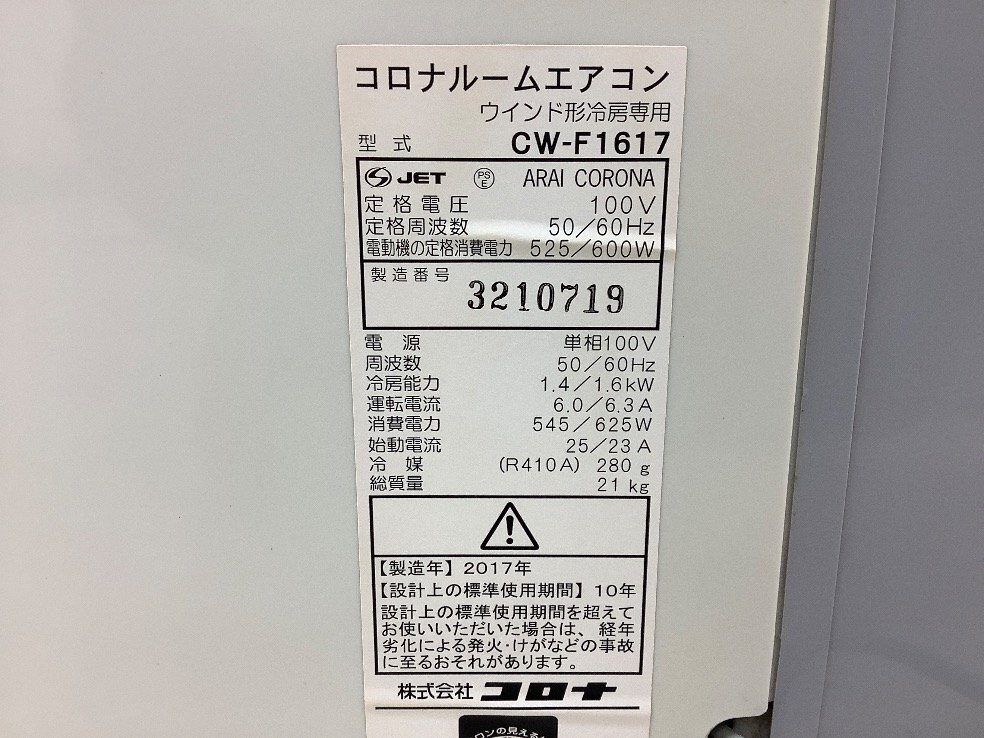 コロナルームエアコン
ウインド形冷房専用
型式 CW-F1617
JET PSE ARAI CORONA
定格電圧 100V
定格周波数 50/60Hz
電動機の定格消費電力 525/600W
製造番号
3210719
電源 単相100V
周波数 50/60Hz
冷房能力 1.4/1.6kW
運転電流 6.0/6.3A
消費電力 545/625W
始動電流 25/23A
冷媒 (R410A) 280g
総質量 21kg
【製造年】2017年
【設計上の標準使用期間】10年
設計上の標準使用期間を超えて
お使いいただいた場合は、経年
劣化による発火・けがなどの事故
に至るおそれがあります。
株式会社コロナ
ロンの見える